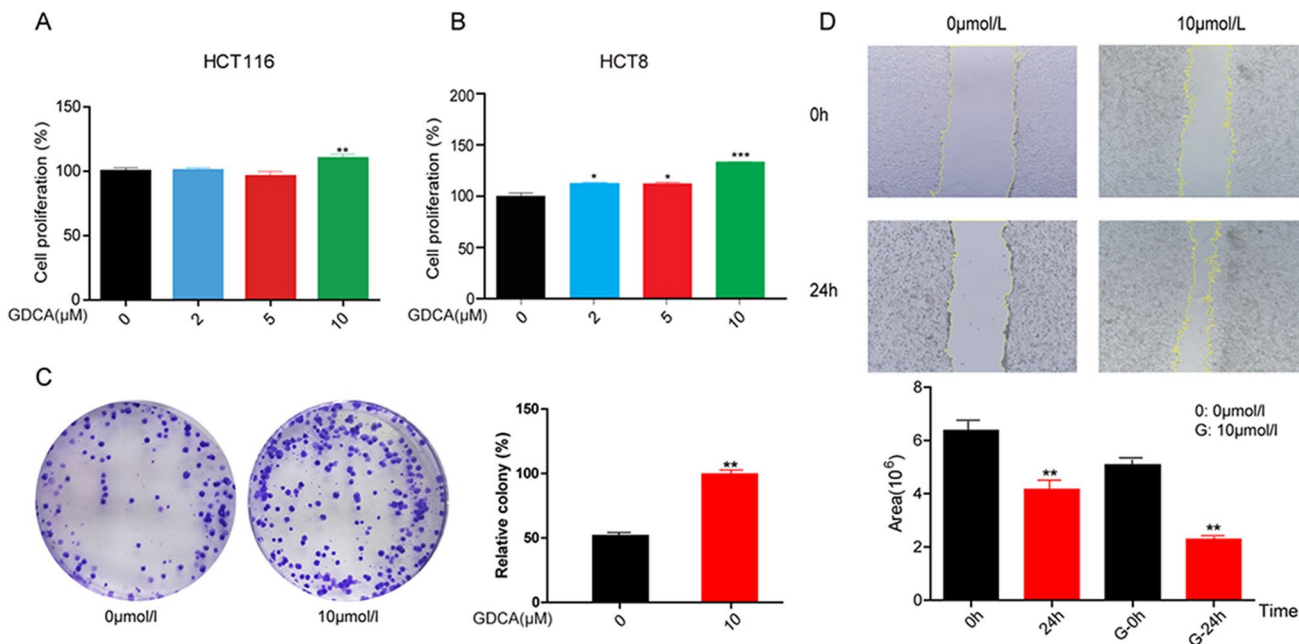 A
HCT116
Cell proliferation (%)
150
100
50
0
**
GDCA(μM)
0
2
5
10
B
HCT8
Cell proliferation (%)
200
150
100
50
0
*
*
***
GDCA(μM)
0
2
5
10
C
0μmol/l
10μmol/l
Relative colony (%)
150
100
50
0
**
GDCA(μM)
0
10
D
0μmol/L
10μmol/L
0h
24h
Area(10⁶)
8
6
4
2
0
**
**
0: 0μmol/l
G: 10μmol/l
0h
24h
G-0h
G-24h
Time